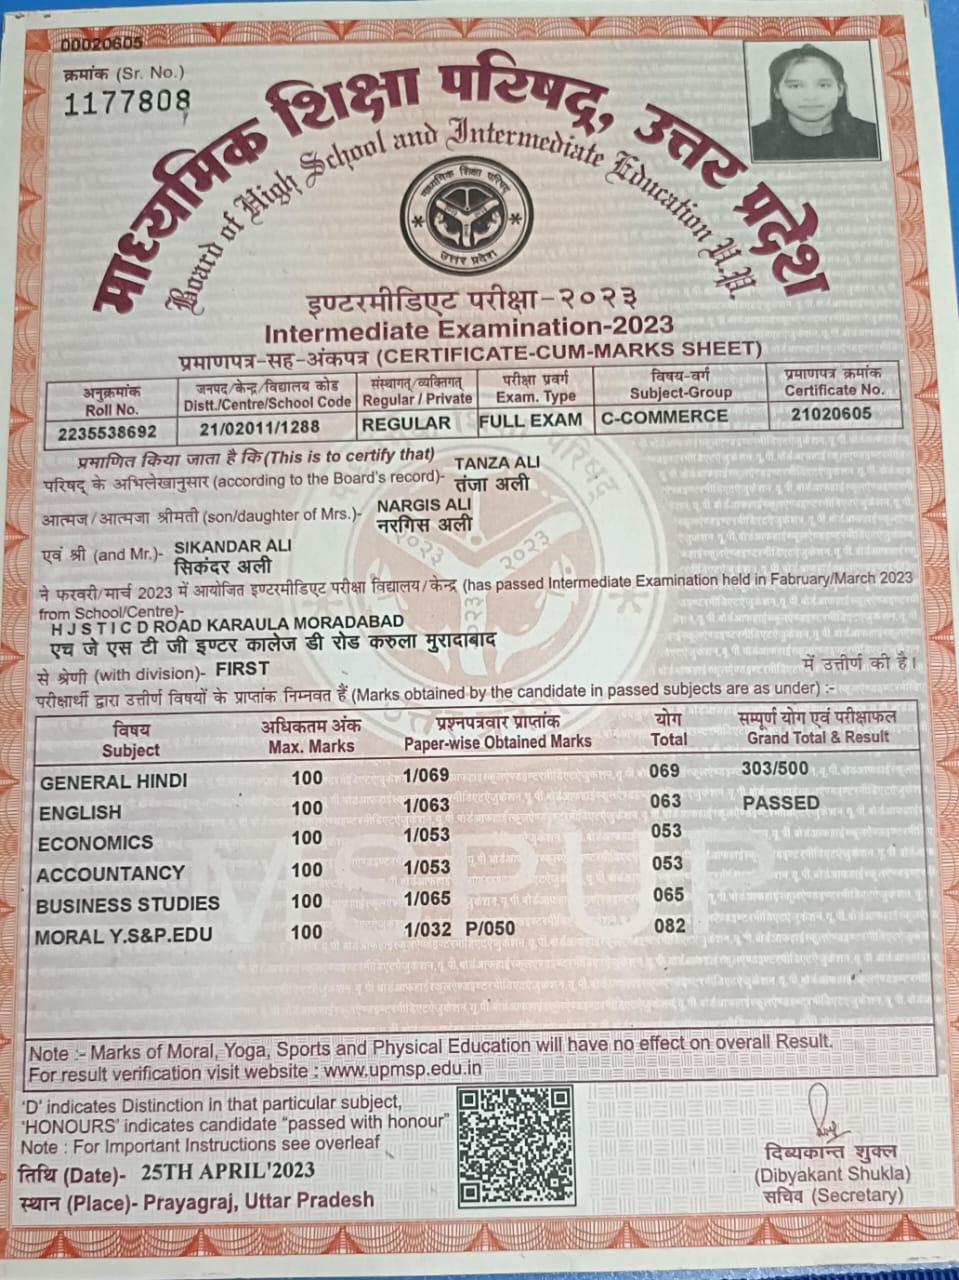 00020605
क्रमांक (Sr. No.)
1177808
माध्यमिक शिक्षा परिषद्, उत्तर प्रदेश
Board of High School and Intermediate Education U.P.
माध्यमिक शिक्षा परिषद्
उत्तर प्रदेश
इण्टरमीडिएट परीक्षा-२०२३
Intermediate Examination-2023
प्रमाणपत्र-सह-अंकपत्र (CERTIFICATE-CUM-MARKS SHEET)
अनुक्रमांक जनपद/केन्द्र/विद्यालय कोड संस्थागत्/व्यक्तिगत् परीक्षा प्रवर्ग विषय-वर्ग प्रमाणपत्र क्रमांक
Roll No. Distt./Centre/School Code Regular / Private Exam. Type Subject-Group Certificate No.
2235538692 21/02011/1288 REGULAR FULL EXAM C-COMMERCE 21020605
प्रमाणित किया जाता है कि(This is to certify that) TANZA ALI
परिषद् के अभिलेखानुसार (according to the Board's record)- तंजा अली
NARGIS ALI
आत्मज/आत्मजा श्रीमती (son/daughter of Mrs.)- नरगिस अली
SIKANDAR ALI
एवं श्री (and Mr.)- सिकंदर अली
ने फरवरी/मार्च 2023 में आयोजित इण्टरमीडिएट परीक्षा विद्यालय/केन्द्र (has passed Intermediate Examination held in Fabruary/March 2023
from School/Centre)-
H J S T I C D ROAD KARAULA MORADABAD
एच जे एस टी जी इण्टर कालेज डी रोड करुला मुरादाबाद
से श्रेणी (with division)- FIRST में उत्तीर्ण की है।
परीक्षार्थी द्वारा उत्तीर्ण विषयों के प्राप्तांक निम्नवत हैं (Marks obtained by the candidate in passed subjects are as under) :-
विषय अधिकतम अंक प्रश्नपत्रवार प्राप्तांक योग सम्पूर्ण योग एवं परीक्षाफल
Subject Max. Marks Paper-wise Obtained Marks Total Grand Total & Result
GENERAL HINDI 100 1/069 069 303/500
ENGLISH 100 1/063 063 PASSED
ECONOMICS 100 1/053 053
ACCOUNTANCY 100 1/053 053
BUSINESS STUDIES 100 1/065 065
MORAL Y.S&P.EDU 100 1/032 P/050 082
MSPUP
Note :- Marks of Moral, Yoga, Sports and Physical Education will have no effect on overall Result.
For result verification visit website : www.upmsp.edu.in
'D' indicates Distinction in that particular subject,
'HONOURS' indicates candidate "passed with honour"
Note : For Important Instructions see overleaf
तिथि (Date)- 25TH APRIL'2023
स्थान (Place)- Prayagraj, Uttar Pradesh
दिब्यकान्त शुक्ल
(Dibyakant Shukla)
सचिव (Secretary)